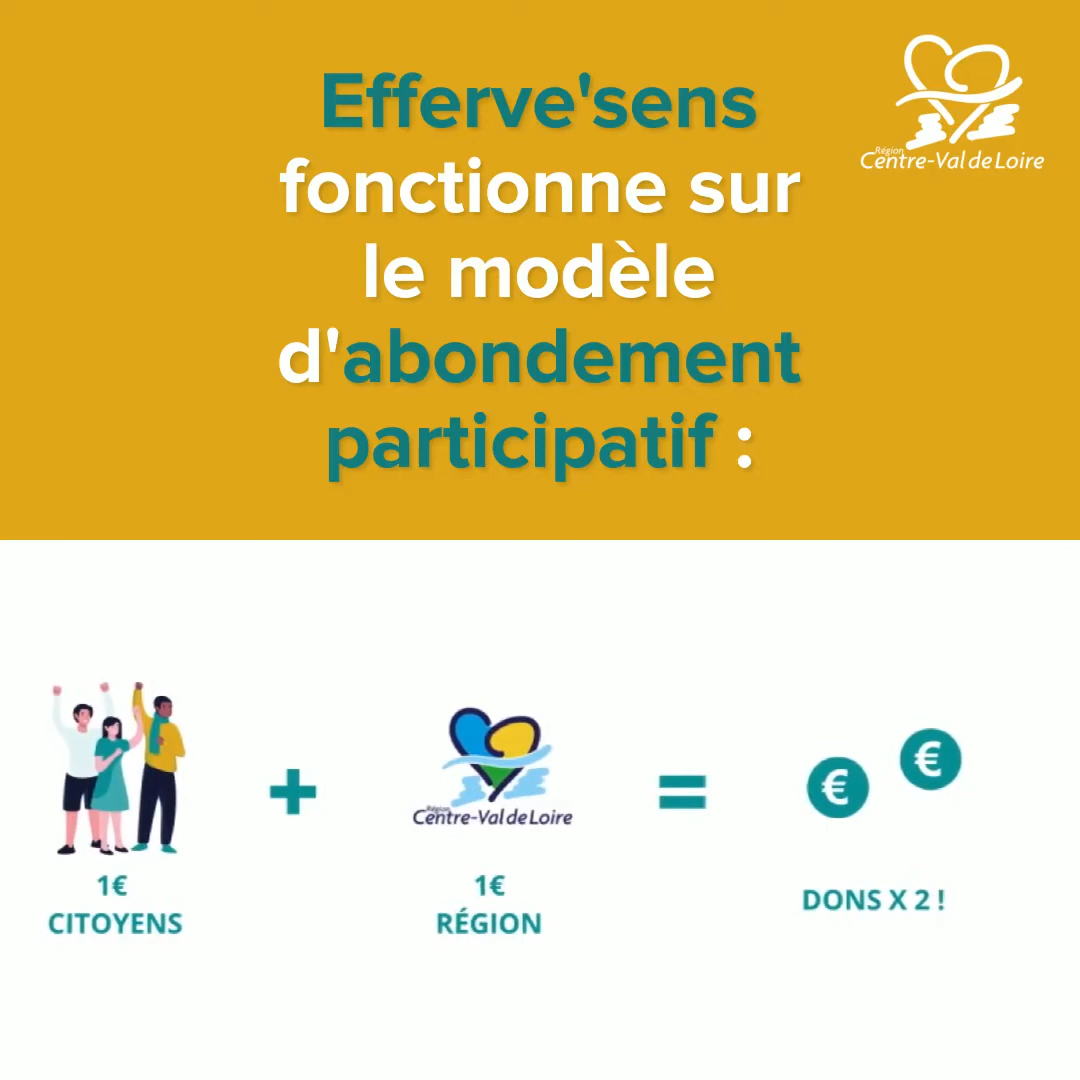 Efferve'sens
fonctionne sur
le modèle
d'abondement
participatif :
Région
Centre-Val de Loire
Région
Centre-Val de Loire
+
=
€
€
1€
CITOYENS
1€
RÉGION
DONS X 2 !